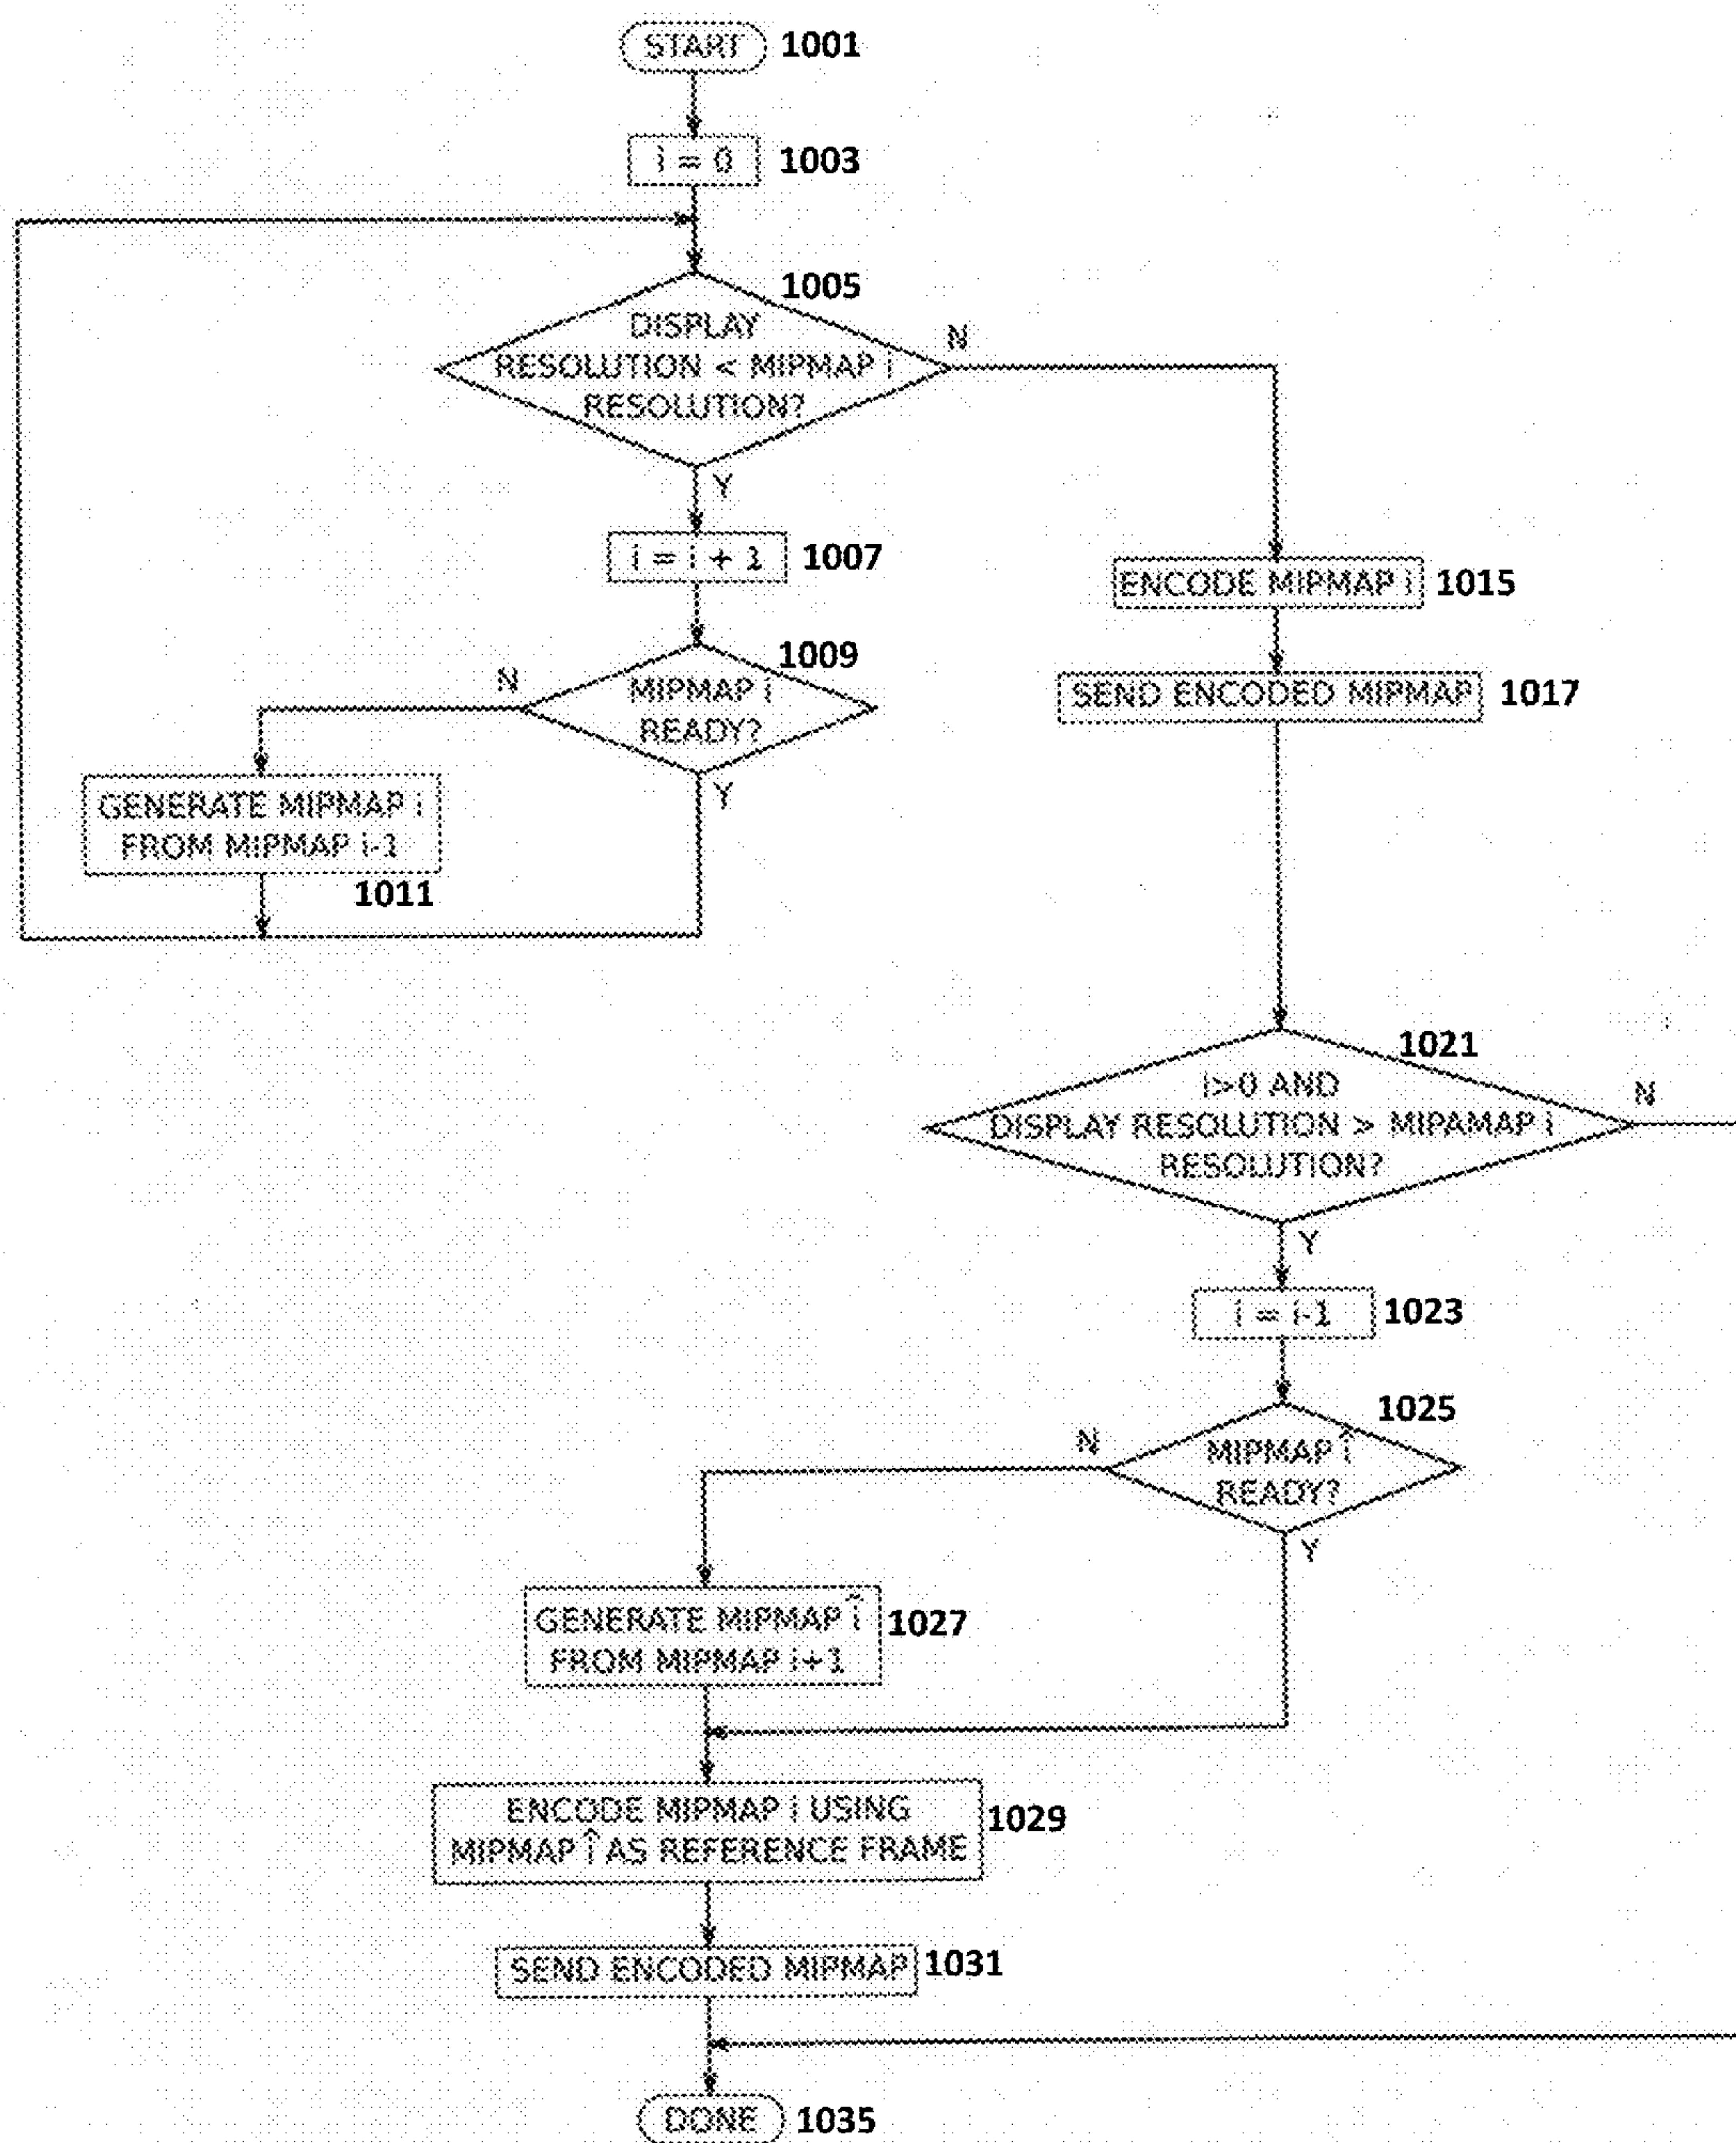 START 1001
i = 0 1003
1005
DISPLAY
RESOLUTION < MIPMAP i
RESOLUTION?
N
Y
i = i + 1 1007
1009
N
MIPMAP i
READY?
Y
GENERATE MIPMAP i
FROM MIPMAP i-1
1011
ENCODE MIPMAP i 1015
SEND ENCODED MIPMAP 1017
1021
i>0 AND
DISPLAY RESOLUTION > MIPAMAP i
RESOLUTION?
N
Y
i = i-1 1023
1025
N
MIPMAP î
READY?
Y
GENERATE MIPMAP î
FROM MIPMAP i+1
1027
ENCODE MIPMAP i USING
MIPMAP î AS REFERENCE FRAME
1029
SEND ENCODED MIPMAP 1031
DONE 1035